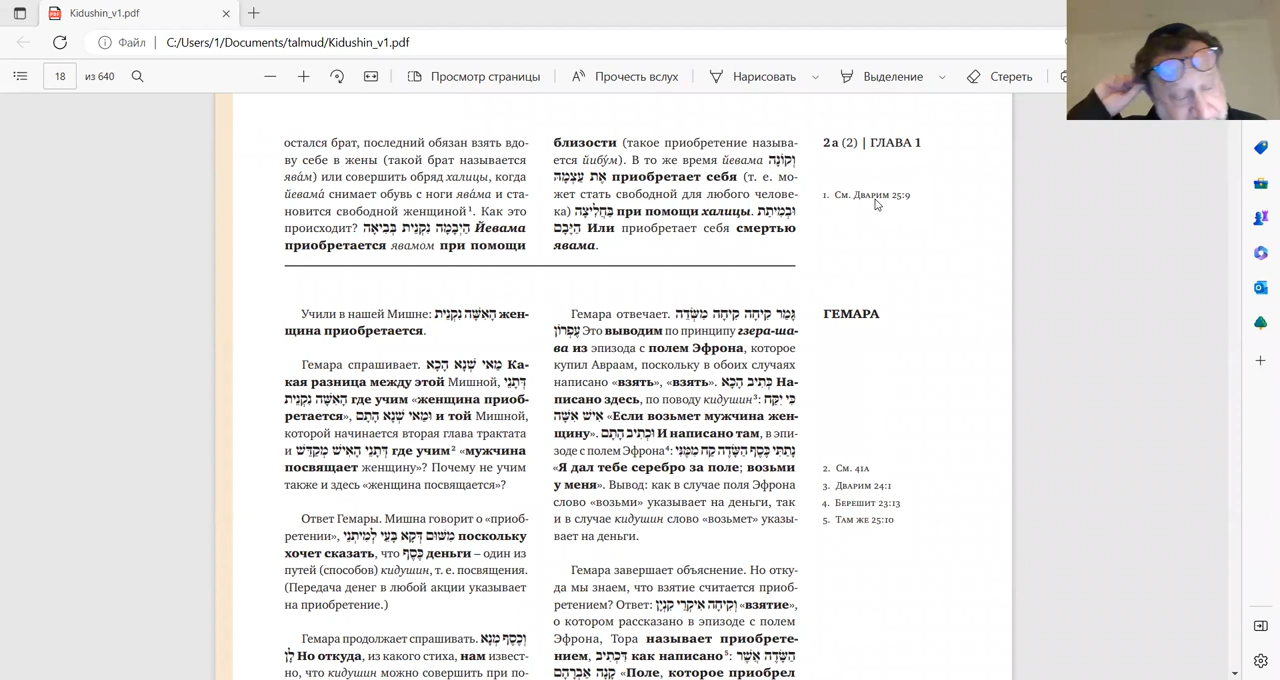 Kidushin_v1.pdf
Файл C:/Users/1/Documents/talmud/Kidushin_v1.pdf
18 из 640 Просмотр страницы Прочесть вслух Нарисовать Выделение Стереть
остался брат, последний обязан взять вдо-
ву себе в жены (такой брат называется
явáм) или совершить обряд халицы, когда
йевамá снимает обувь с ноги явáма и ста-
новится свободной женщиной¹. Как это
происходит? הַיְבָמָה נִקְנֵית בְּבִיאָה Йевама
приобретается явамом при помощи
близости (такое приобретение называ-
ется йибýм). В то же время йевама וְקוֹנָה
אֶת עַצְמָהּ приобретает себя (т. е. мо-
жет стать свободной для любого челове-
ка) בַּחֲלִיצָה при помощи халицы. וּבְמִיתַת
הַיָּבָם Или приобретает себя смертью
явама.
2a (2) | ГЛАВА 1
1. См. Дварим 25:9
Учили в нашей Мишне: הָאִשָּׁה נִקְנֵית жен-
щина приобретается.
Гемара спрашивает. מַאי שְׁנָא הָכָא Ка-
кая разница между этой Мишной, דְּתָנֵי
הָאִשָּׁה נִקְנֵית где учим «женщина приоб-
ретается», וּמַאי שְׁנָא הָתָם и той Мишной,
которой начинается вторая глава трактата
и דְּתָנֵי הָאִישׁ מְקַדֵּשׁ где учим² «мужчина
посвящает женщину»? Почему не учим
также и здесь «женщина посвящается»?
Ответ Гемары. Мишна говорит о «приоб-
ретении», מִשּׁוּם דְּקָא בָּעֵי לְמִיתְנֵי поскольку
хочет сказать, что כֶּסֶף деньги – один из
путей (способов) кидушин, т. е. посвящения.
(Передача денег в любой акции указывает
на приобретение.)
Гемара продолжает спрашивать. וְכֶסֶף מְנָא
לָן Но откуда, из какого стиха, нам извест-
но, что кидушин можно совершить при по-
Гемара отвечает. גָּמַר קִיחָה קִיחָה מִשְּׂדֵה
עֶפְרוֹן Это выводим по принципу гзера-ша-
ва из эпизода с полем Эфрона, которое
купил Авраам, поскольку в обоих случаях
написано «взять», «взять». כְּתִיב הָכָא На-
писано здесь, по поводу кидушин³: כִּי יִקַּח
אִישׁ אִשָּׁה «Если возьмет мужчина жен-
щину». וּכְתִיב הָתָם И написано там, в эпи-
зоде с полем Эфрона⁴: נָתַתִּי כֶּסֶף הַשָּׂדֶה קַח מִמֶּנִּי
«Я дал тебе серебро за поле; возьми
у меня». Вывод: как в случае поля Эфрона
слово «возьми» указывает на деньги, так
и в случае кидушин слово «возьмет» указы-
вает на деньги.
Гемара завершает объяснение. Но отку-
да мы знаем, что взятие считается приоб-
ретением? Ответ: וְקִיחָה אִיקְּרֵי קִנְיָן «взятие»,
о котором рассказано в эпизоде с полем
Эфрона, Тора называет приобрете-
нием, דִּכְתִיב как написано⁵: הַשָּׂדֶה אֲשֶׁר
קָנָה אַבְרָהָם «Поле, которое приобрел
ГЕМАРА
2. См. 41а
3. Дварим 24:1
4. Берешит 23:13
5. Там же 25:10